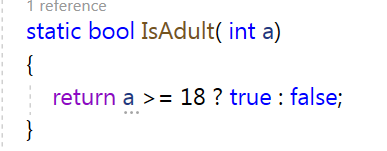 1 reference
static bool IsAdult( int a)
{
return a >= 18 ? true : false;
}